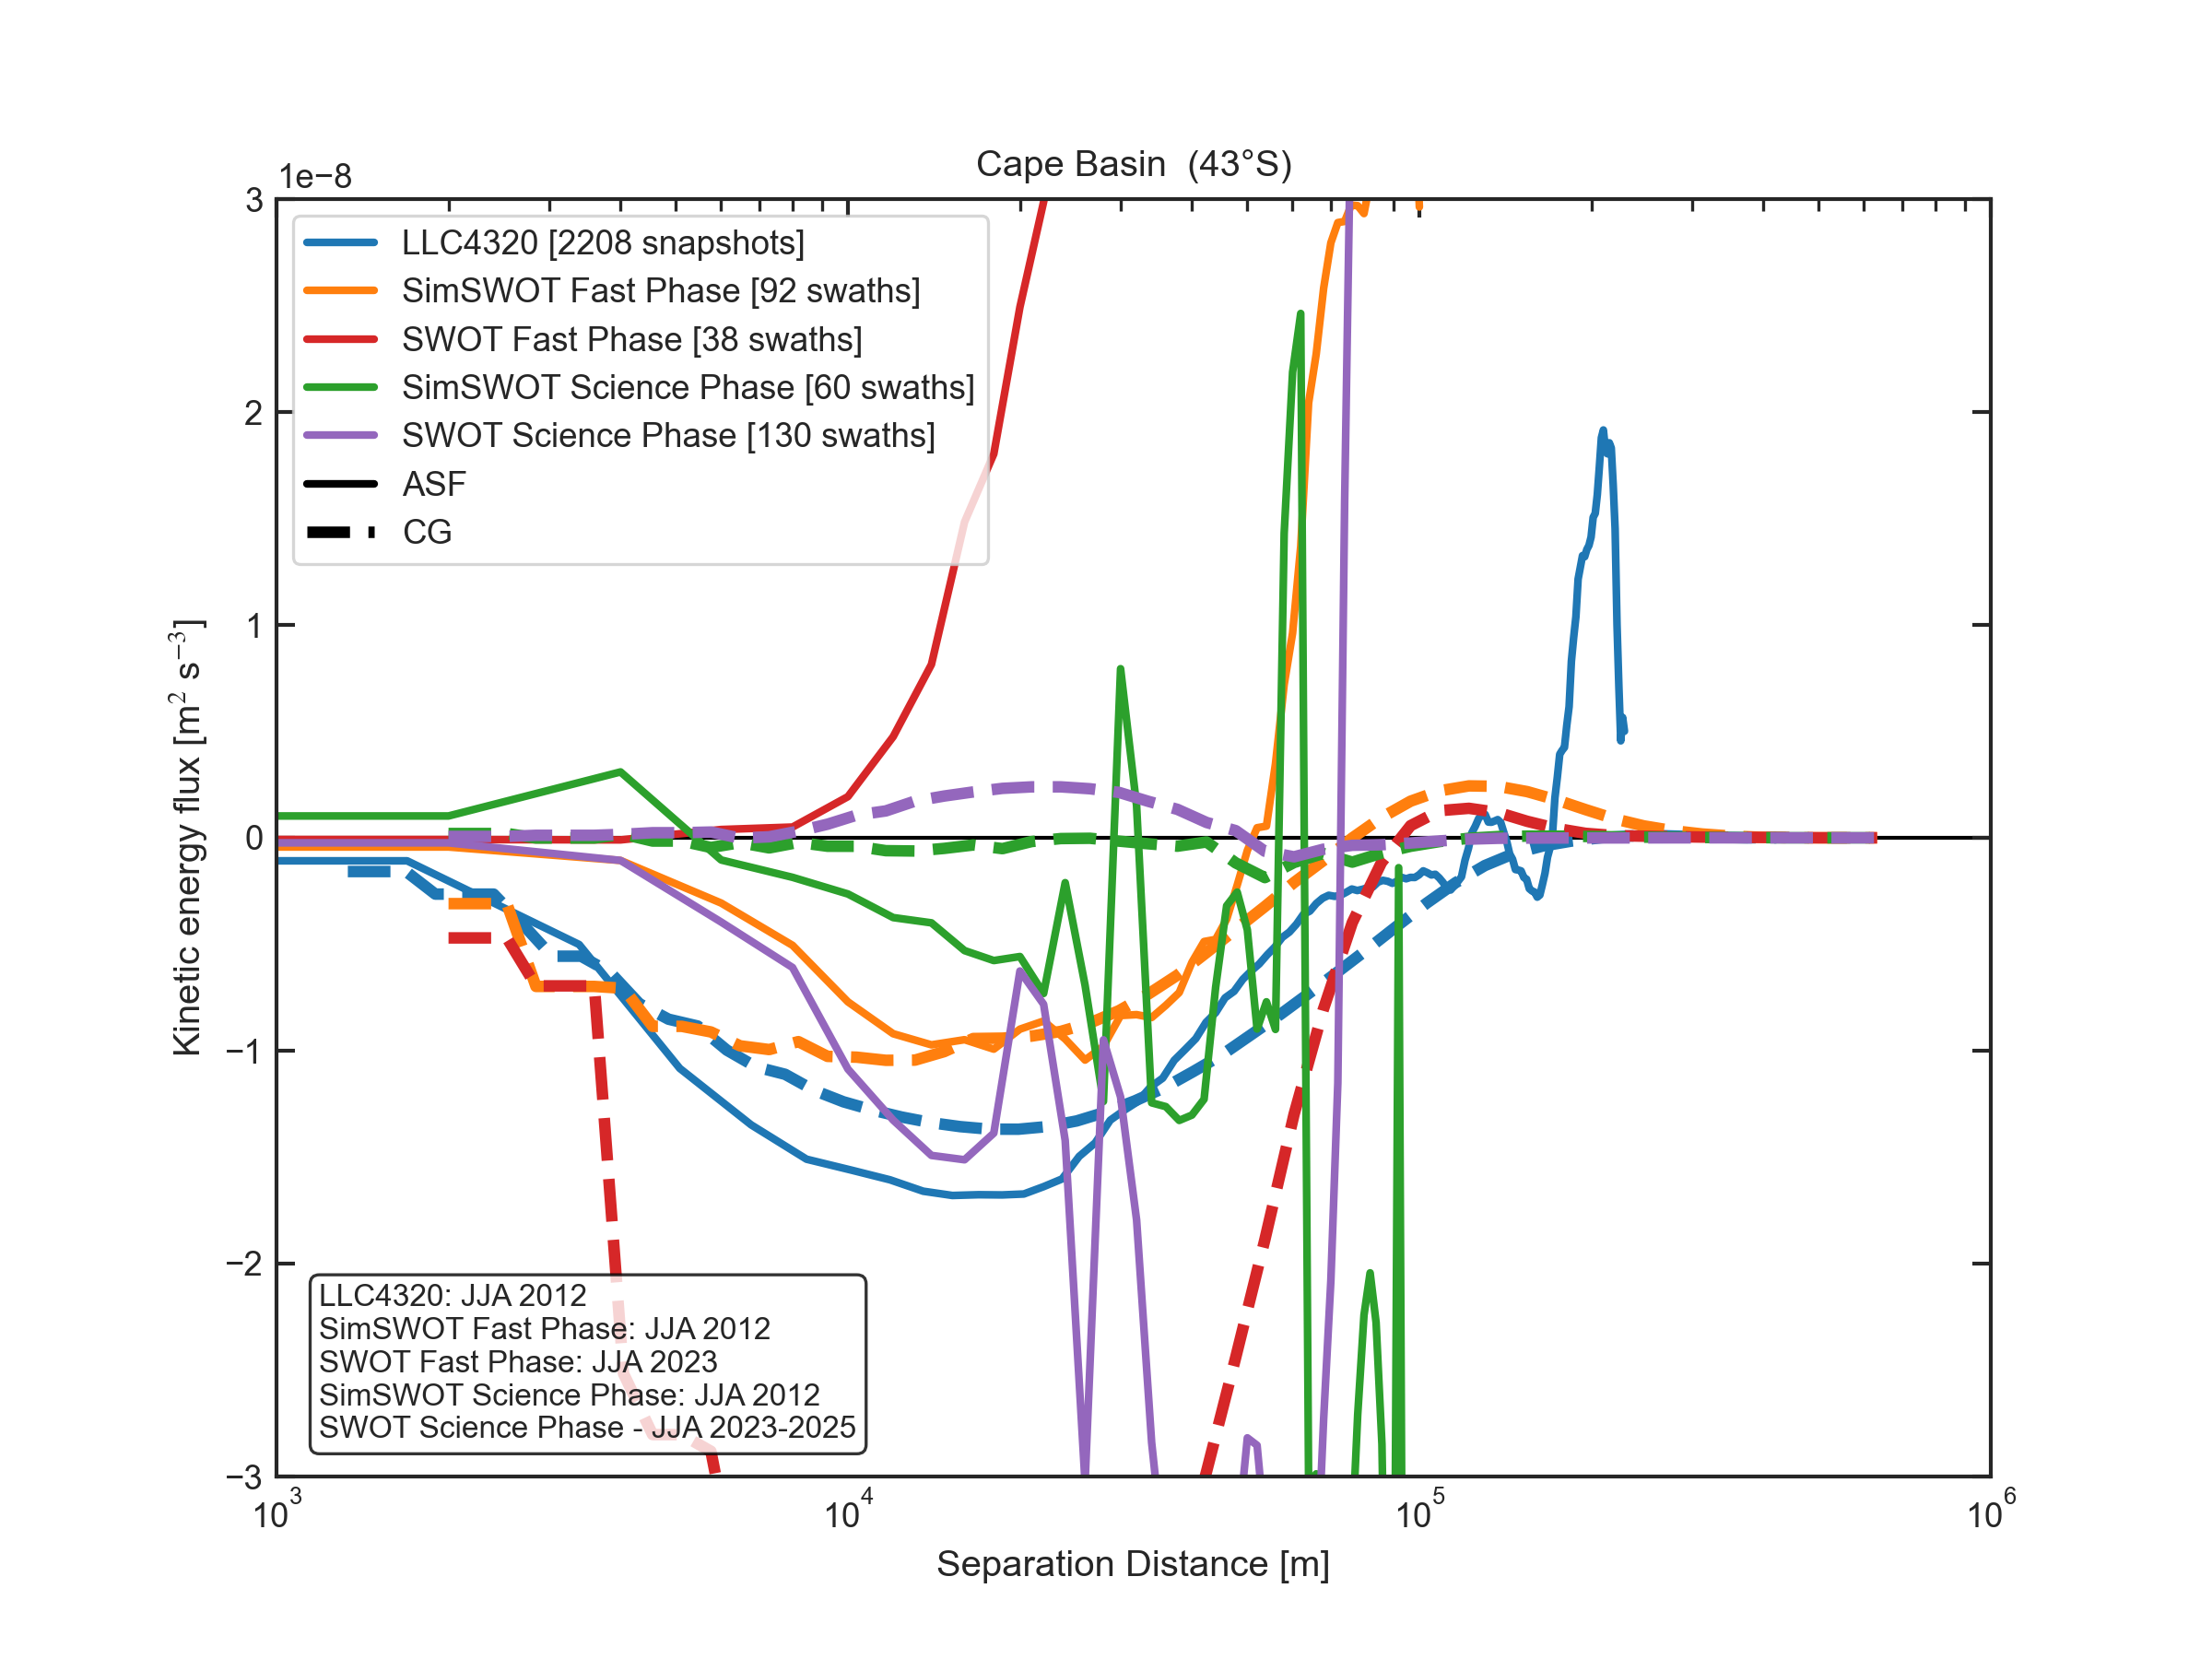 Cape Basin (43°S)
1e−8
3
2
1
0
−1
−2
−3
Kinetic energy flux [m² s⁻³]
LLC4320 [2208 snapshots]
SimSWOT Fast Phase [92 swaths]
SWOT Fast Phase [38 swaths]
SimSWOT Science Phase [60 swaths]
SWOT Science Phase [130 swaths]
ASF
CG
LLC4320: JJA 2012
SimSWOT Fast Phase: JJA 2012
SWOT Fast Phase: JJA 2023
SimSWOT Science Phase: JJA 2012
SWOT Science Phase - JJA 2023-2025
10³ 10⁴ 10⁵ 10⁶
Separation Distance [m]